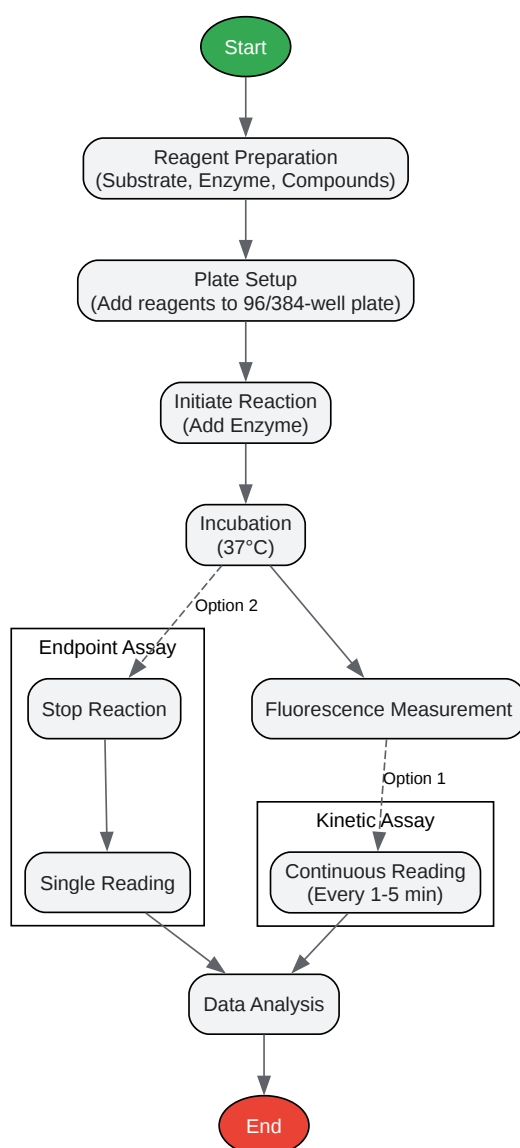 Start
Reagent Preparation
(Substrate, Enzyme, Compounds)
Plate Setup
(Add reagents to 96/384-well plate)
Initiate Reaction
(Add Enzyme)
Incubation
(37°C)
Option 2
Endpoint Assay
Stop Reaction
Fluorescence Measurement
Option 1
Kinetic Assay
Single Reading
Continuous Reading
(Every 1-5 min)
Data Analysis
End